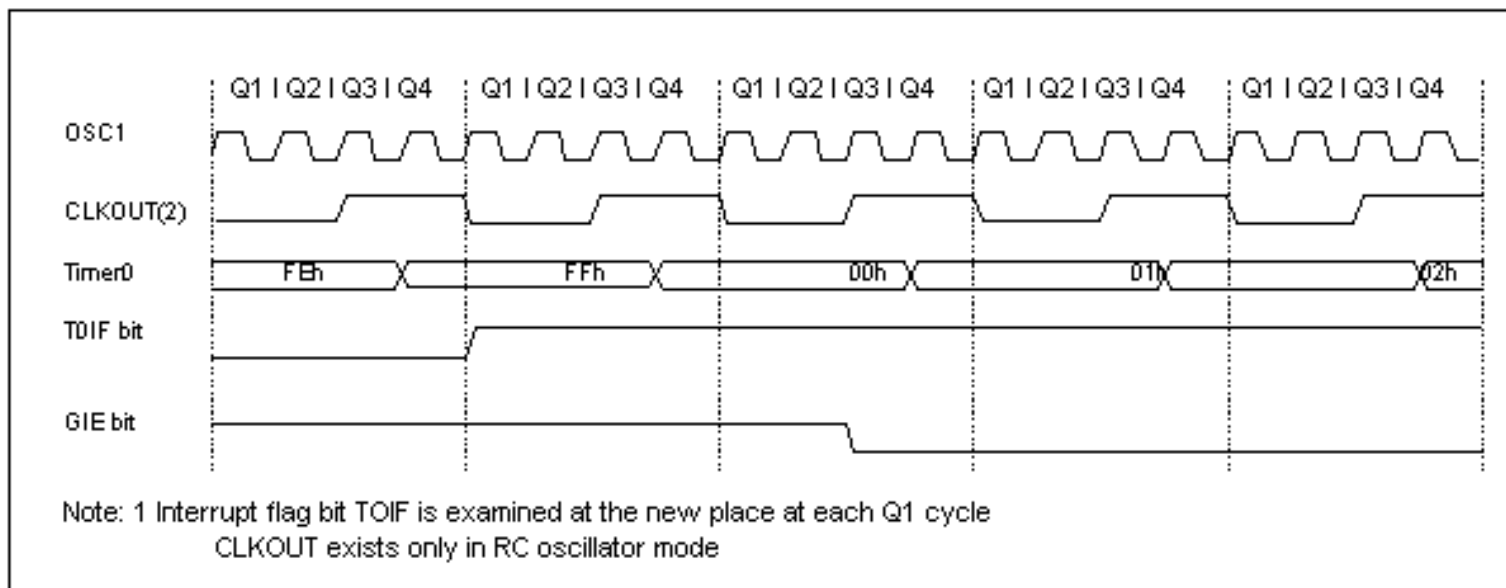 Q1 | Q2 | Q3 | Q4 Q1 | Q2 | Q3 | Q4 Q1 | Q2 | Q3 | Q4 Q1 | Q2 | Q3 | Q4 Q1 | Q2 | Q3 | Q4
OSC1
CLKOUT(2)
Timer0 FEh FFh 00h 01h 02h
T0IF bit
GIE bit
Note: 1 Interrupt flag bit TOIF is examined at the new place at each Q1 cycle
CLKOUT exists only in RC oscillator mode